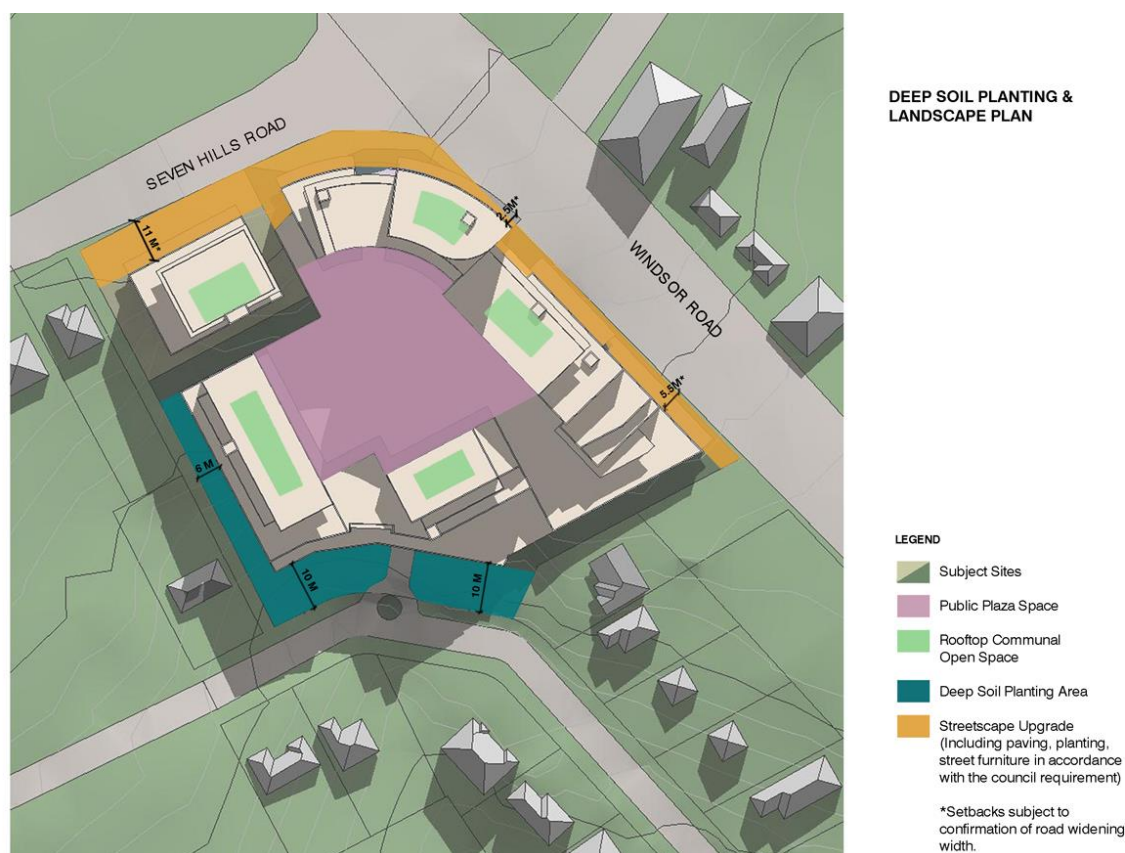 DEEP SOIL PLANTING &
LANDSCAPE PLAN
SEVEN HILLS ROAD
11 M*
2.5M*
WINDSOR ROAD
5.5M*
6 M
10 M
10 M
LEGEND
Subject Sites
Public Plaza Space
Rooftop Communal
Open Space
Deep Soil Planting Area
Streetscape Upgrade
(Including paving, planting,
street furniture in accordance
with the council requirement)
*Setbacks subject to
confirmation of road widening
width.